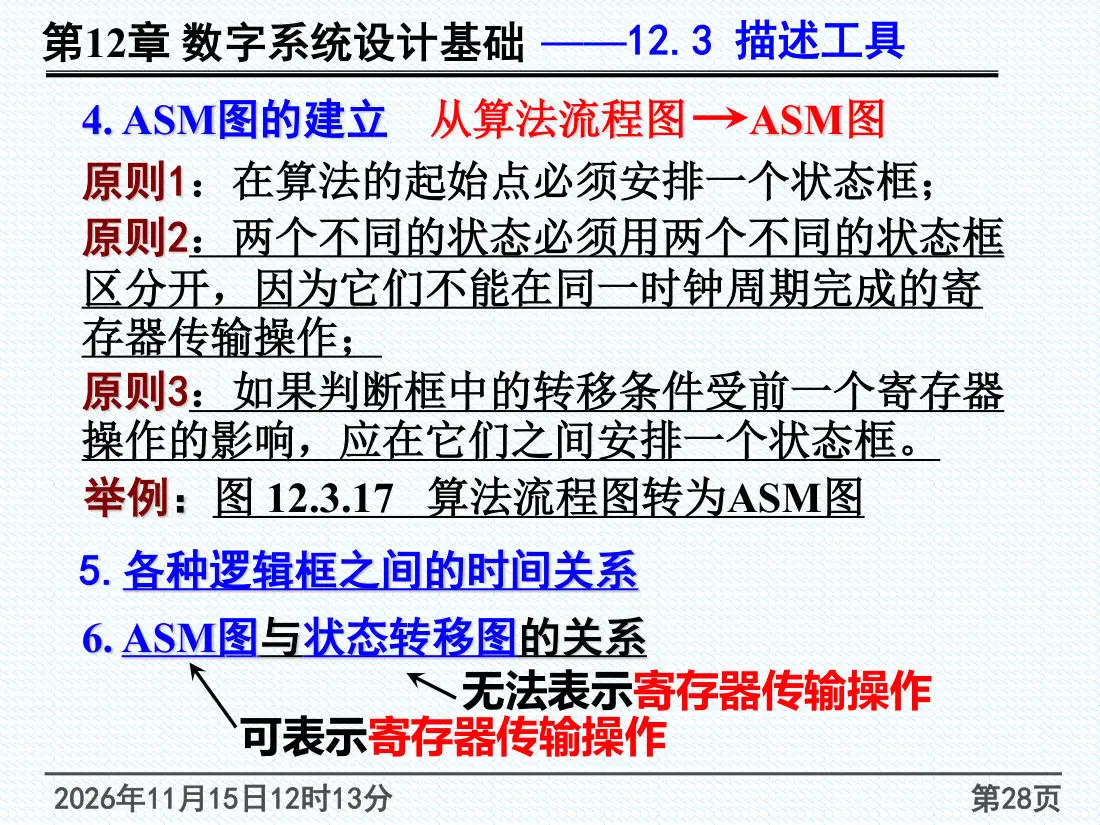 第12章 数字系统设计基础 ——12.3 描述工具
4. ASM图的建立 从算法流程图→ASM图
原则1：在算法的起始点必须安排一个状态框；
原则2：两个不同的状态必须用两个不同的状态框
区分开，因为它们不能在同一时钟周期完成的寄
存器传输操作；
原则3：如果判断框中的转移条件受前一个寄存器
操作的影响，应在它们之间安排一个状态框。
举例：图 12.3.17 算法流程图转为ASM图
5. 各种逻辑框之间的时间关系
6. ASM图与状态转移图的关系
无法表示寄存器传输操作
可表示寄存器传输操作
2026年11月15日12时13分 第28页